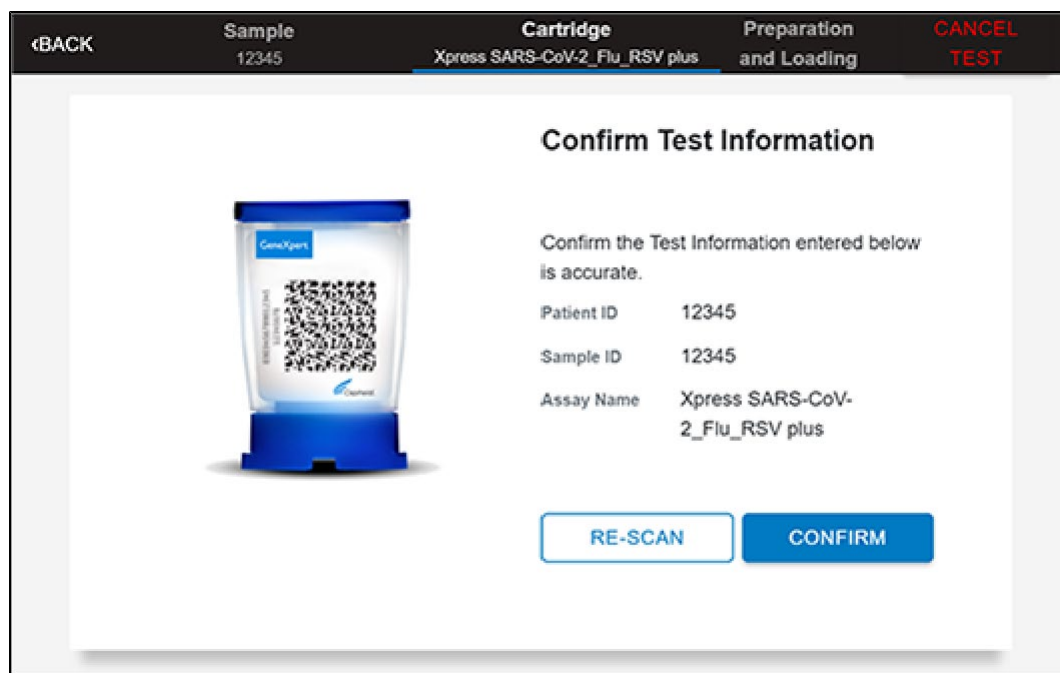 ‹BACK
Sample
12345
Cartridge
Xpress SARS-CoV-2_Flu_RSV plus
Preparation
and Loading
CANCEL
TEST
Confirm Test Information
GeneXpert
Cepheid
Confirm the Test Information entered below
is accurate.
Patient ID 12345
Sample ID 12345
Assay Name Xpress SARS-CoV-
2_Flu_RSV plus
RE-SCAN
CONFIRM